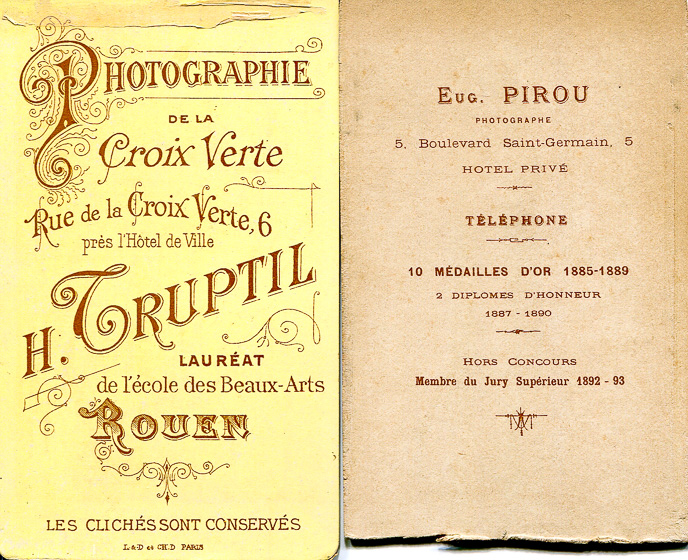 PHOTOGRAPHIE
DE LA
Croix Verte
Rue de la Croix Verte, 6
près l'Hôtel de Ville
H. TRUPTIL
LAURÉAT
de l'école des Beaux-Arts
ROUEN
LES CLICHÉS SONT CONSERVÉS
L & D et CH. D PARIS
EUG. PIROU
PHOTOGRAPHE
5, Boulevard Saint-Germain, 5
HOTEL PRIVÉ
TÉLÉPHONE
10 MÉDAILLES D'OR 1885-1889
2 DIPLOMES D'HONNEUR
1887 - 1890
HORS CONCOURS
Membre du Jury Supérieur 1892 - 93